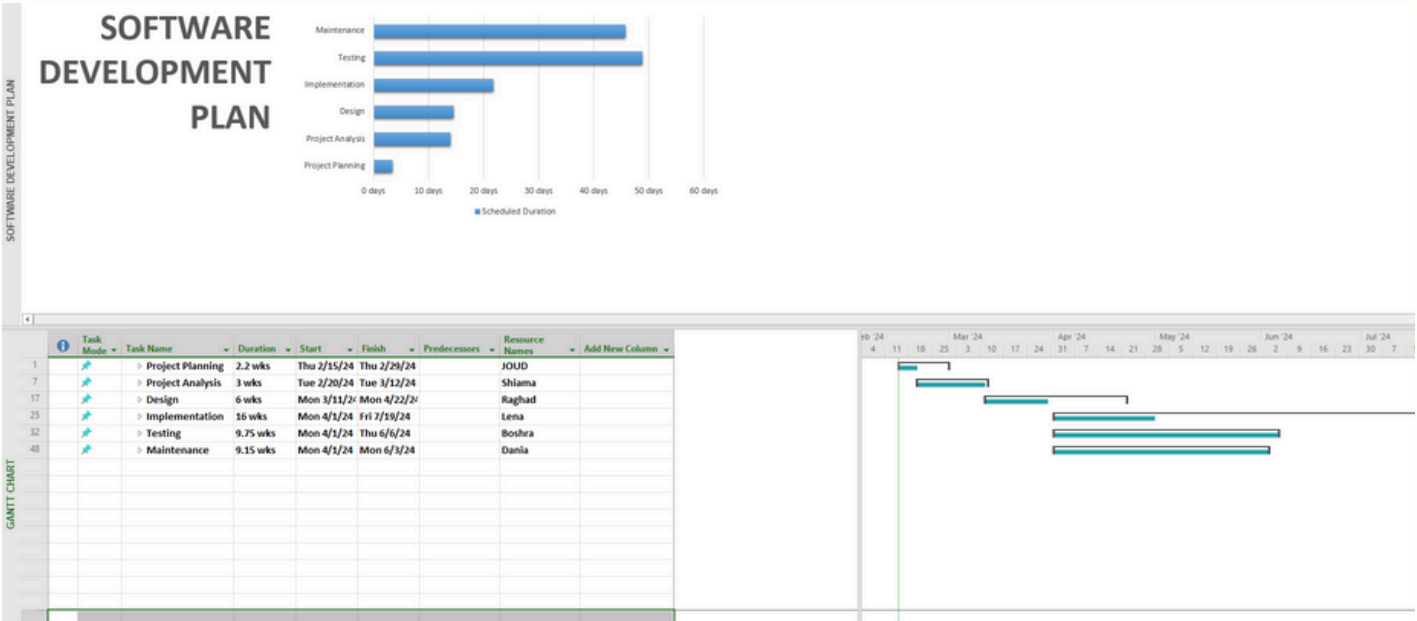 SOFTWARE DEVELOPMENT PLAN
SOFTWARE
DEVELOPMENT
PLAN
Maintenance
Testing
Implementation
Design
Project Analysis
Project Planning
0 days 10 days 20 days 30 days 40 days 50 days 60 days
Scheduled Duration
GANTT CHART
Task Mode Task Name Duration Start Finish Predecessors Resource Names Add New Column
1 Project Planning 2.2 wks Thu 2/15/24 Thu 2/29/24 JOUD
7 Project Analysis 3 wks Tue 2/20/24 Tue 3/12/24 Shiama
17 Design 6 wks Mon 3/11/24 Mon 4/22/24 Raghad
25 Implementation 16 wks Mon 4/1/24 Fri 7/19/24 Lena
32 Testing 9.75 wks Mon 4/1/24 Thu 6/6/24 Boshra
48 Maintenance 9.15 wks Mon 4/1/24 Mon 6/3/24 Dania
eb '24 Mar '24 Apr '24 May '24 Jun '24 Jul '24
4 11 18 25 3 10 17 24 31 7 14 21 28 5 12 19 26 2 9 16 23 30 7